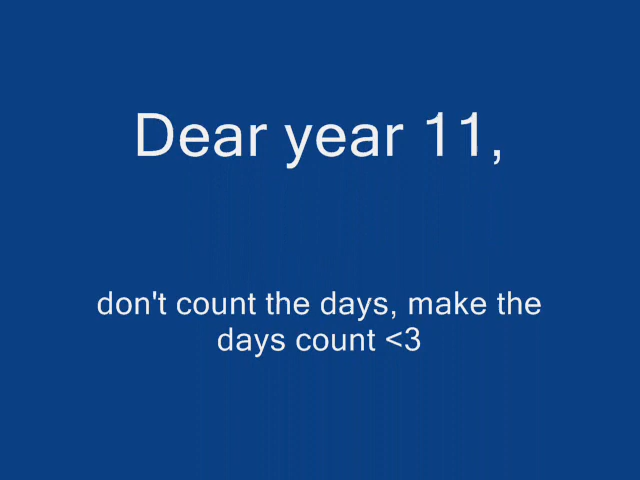 Dear year 11,
don't count the days, make the
days count <3